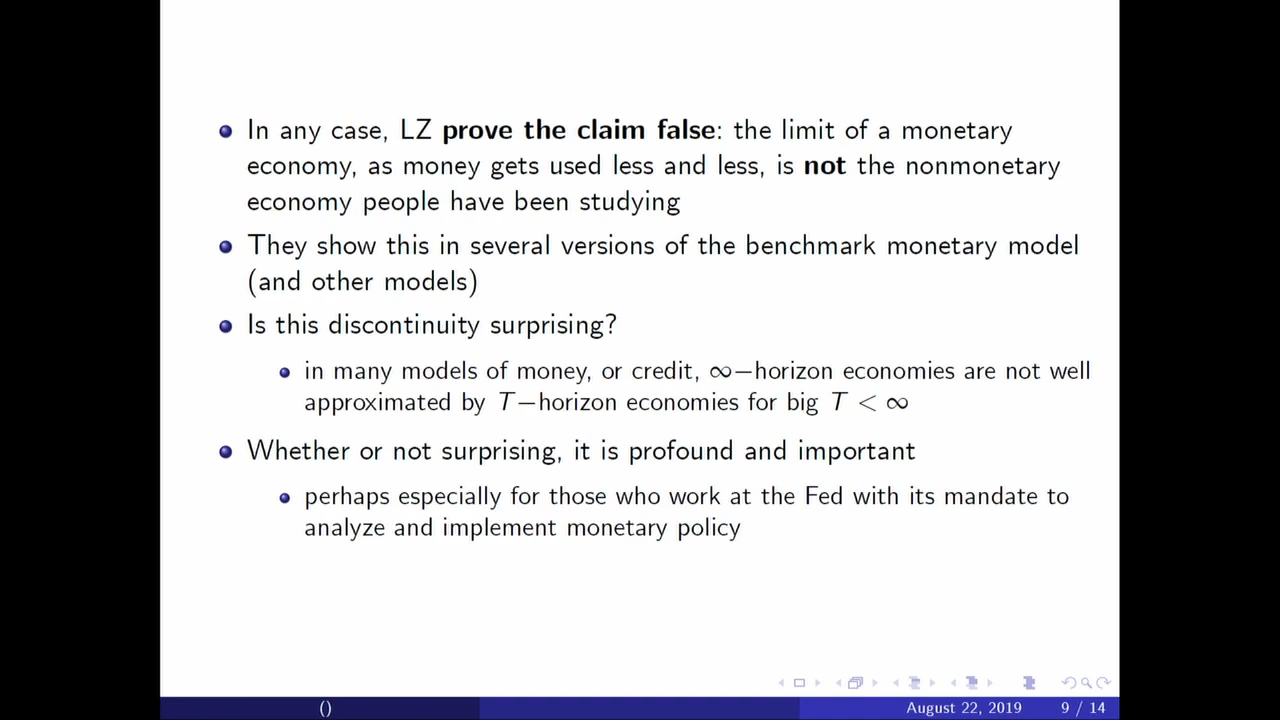 In any case, LZ prove the claim false: the limit of a monetary
economy, as money gets used less and less, is not the nonmonetary
economy people have been studying
They show this in several versions of the benchmark monetary model
(and other models)
Is this discontinuity surprising?
in many models of money, or credit, ∞−horizon economies are not well
approximated by T−horizon economies for big T < ∞
Whether or not surprising, it is profound and important
perhaps especially for those who work at the Fed with its mandate to
analyze and implement monetary policy
() August 22, 2019 9 / 14